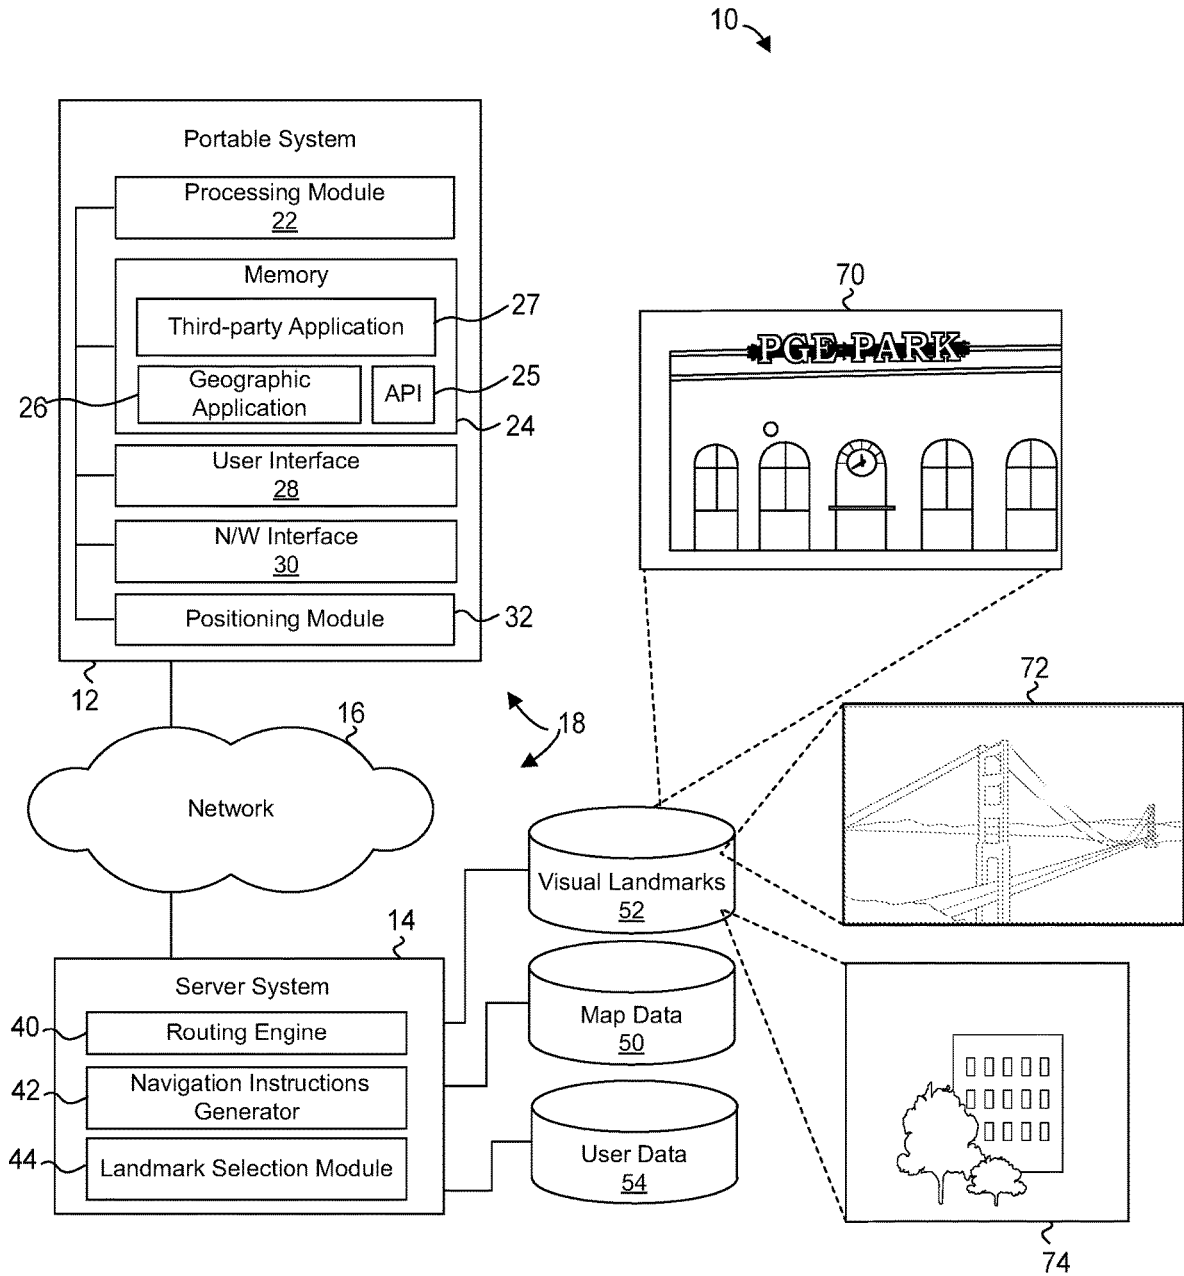 10
Portable System
Processing Module
22
Memory
Third-party Application
27
Geographic
Application
API
25
26
24
User Interface
28
N/W Interface
30
Positioning Module
32
12
70
PGE PARK
72
16
18
Network
Visual Landmarks
52
14
Server System
40
Routing Engine
42
Navigation Instructions
Generator
44
Landmark Selection Module
Map Data
50
User Data
54
74